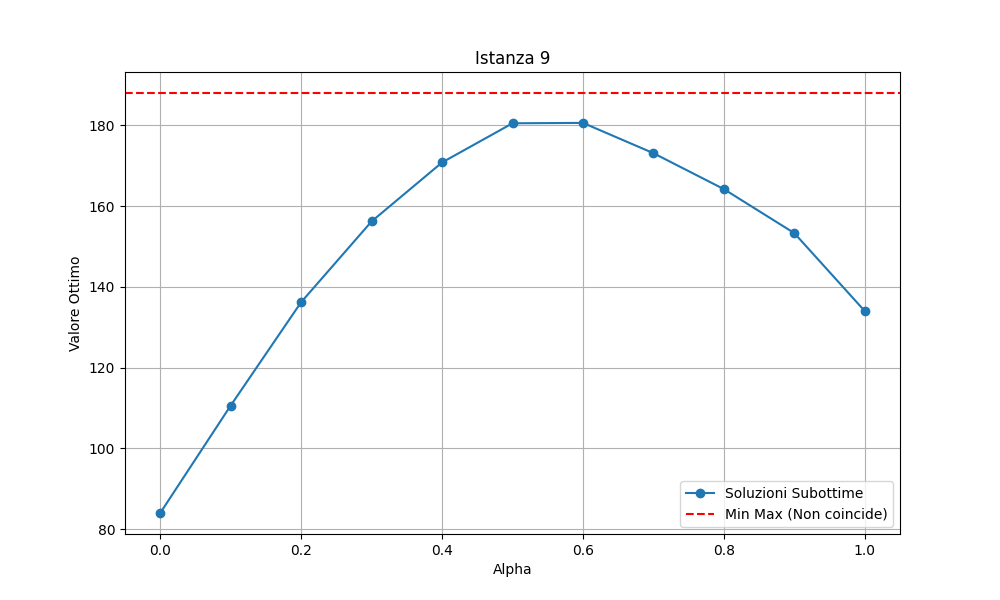 Istanza 9
Valore Ottimo
180
160
140
120
100
80
0.0 0.2 0.4 0.6 0.8 1.0
Alpha
Soluzioni Subottime
Min Max (Non coincide)